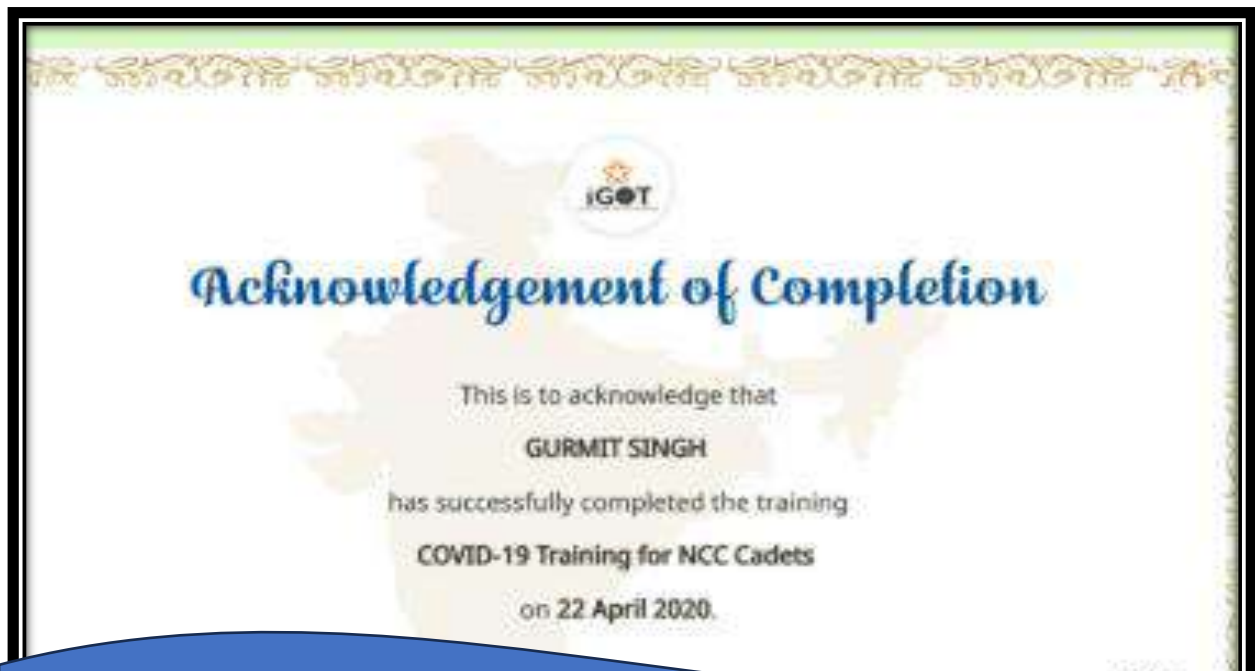 iGOT
Acknowledgement of Completion
This is to acknowledge that
GURMIT SINGH
has successfully completed the training
COVID-19 Training for NCC Cadets
on 22 April 2020.